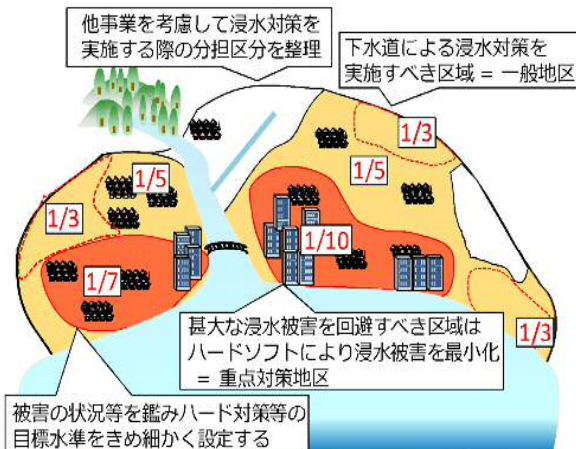 他事業を考慮して浸水対策を
実施する際の分担区分を整理
下水道による浸水対策を
実施すべき区域 = 一般地区
1/3
1/5
1/5
1/3
1/10
1/7
1/3
甚大な浸水被害を回避すべき区域は
ハードソフトにより浸水被害を最小化
= 重点対策地区
被害の状況等を鑑みハード対策等の
目標水準をきめ細かく設定する